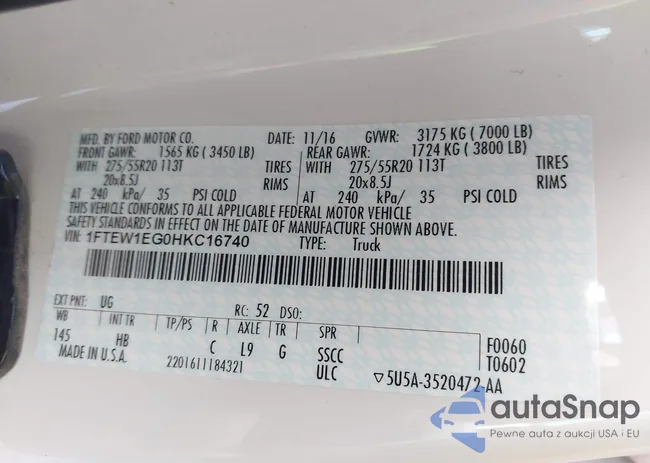 MFD. BY FORD MOTOR CO. DATE: 11/16 GVWR: 3175 KG ( 7000 LB)
FRONT GAWR: 1565 KG ( 3450 LB) REAR GAWR: 1724 KG ( 3800 LB)
WITH 275/55R20 113T TIRES WITH 275/55R20 113T TIRES
20x8.5J RIMS 20x8.5J RIMS
AT 240 kPa/ 35 PSI COLD AT 240 kPa/ 35 PSI COLD
THIS VEHICLE CONFORMS TO ALL APPLICABLE FEDERAL MOTOR VEHICLE
SAFETY STANDARDS IN EFFECT ON THE DATE OF MANUFACTURE SHOWN ABOVE.
VIN: 1FTEW1EG0HKC16740 TYPE: Truck
EXT PNT: UG RC: 52 DSO:
WB INT TR TP/PS R AXLE TR SPR F0060
145 HB C L9 G SSCC T0602
MADE IN U.S.A. 2201611184321 ULC ▽5U5A-3520472-AA
autaSnap
Pewne auta z aukcji USA i EU